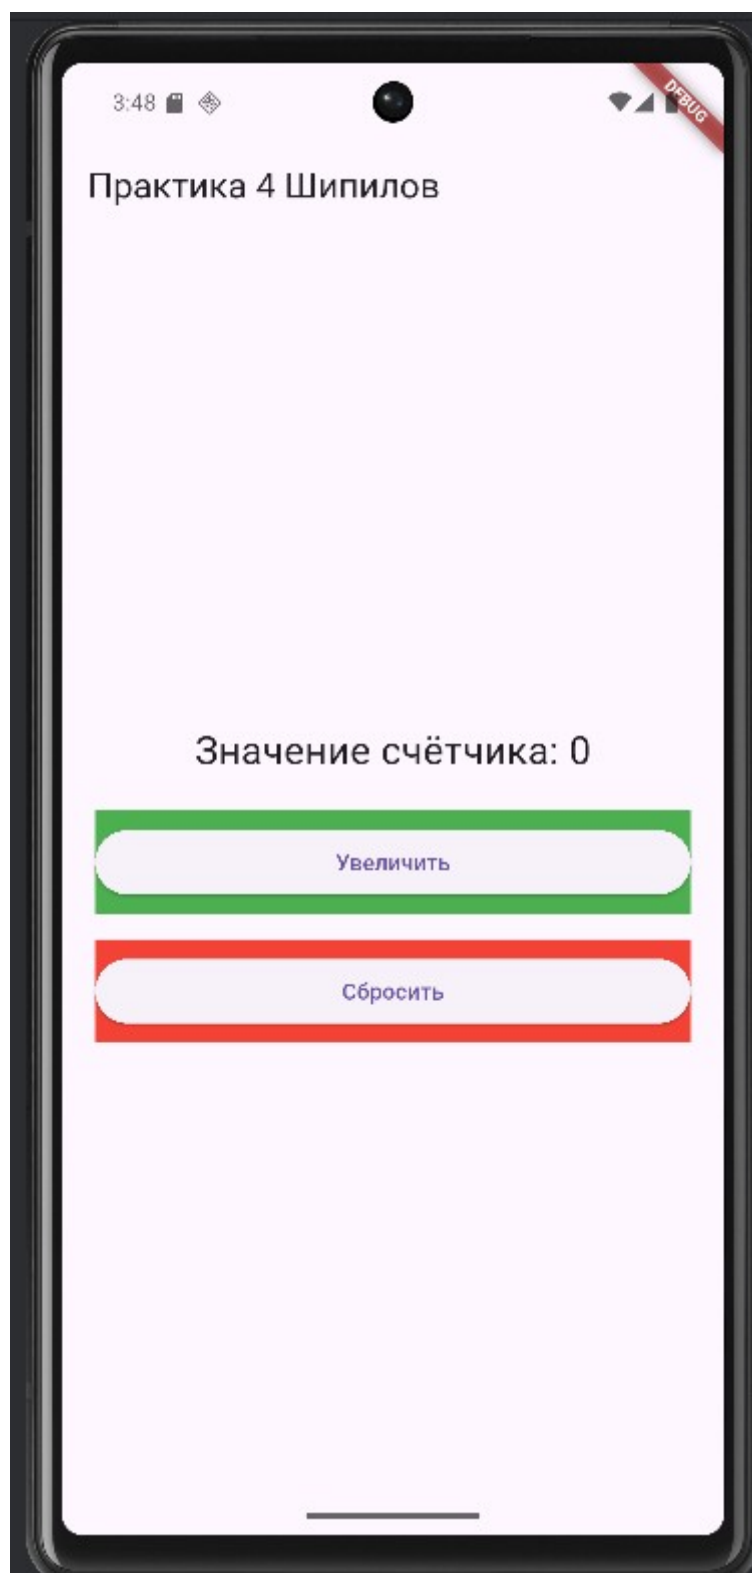 3:48
DEBUG
Практика 4 Шипилов
Значение счётчика: 0
Увеличить
Сбросить